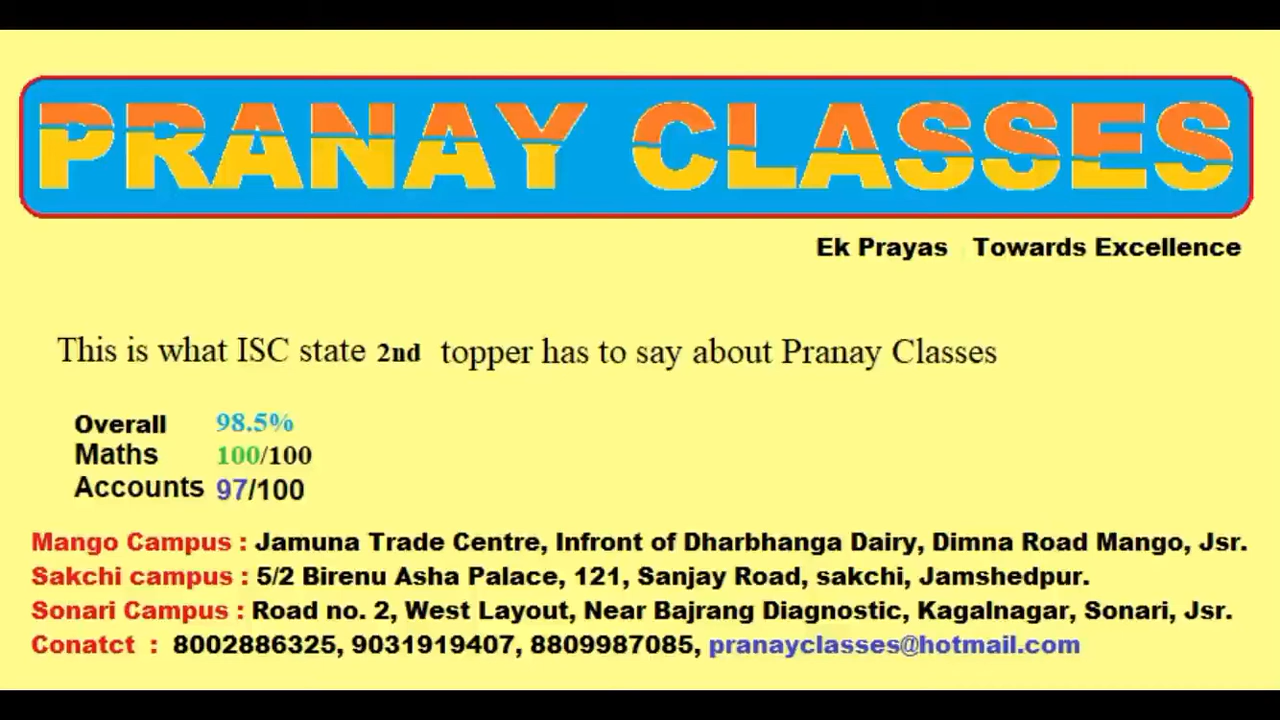 PRANAY CLASSES
Ek Prayas Towards Excellence
This is what ISC state 2nd topper has to say about Pranay Classes
Overall 98.5%
Maths 100/100
Accounts 97/100
Mango Campus : Jamuna Trade Centre, Infront of Dharbhanga Dairy, Dimna Road Mango, Jsr.
Sakchi campus : 5/2 Birenu Asha Palace, 121, Sanjay Road, sakchi, Jamshedpur.
Sonari Campus : Road no. 2, West Layout, Near Bajrang Diagnostic, Kagalnagar, Sonari, Jsr.
Conatct : 8002886325, 9031919407, 8809987085, pranayclasses@hotmail.com